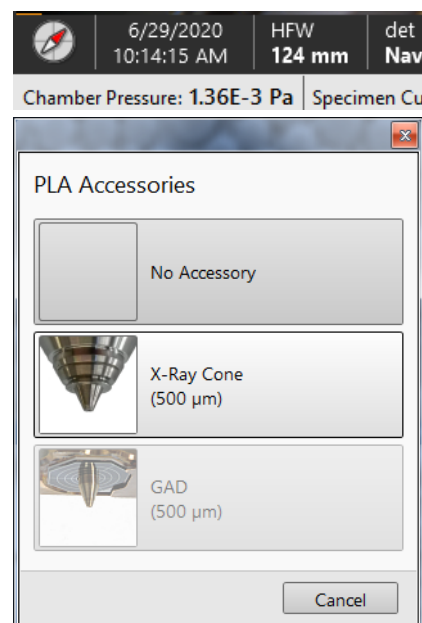 6/29/2020 HFW det
10:14:15 AM 124 mm Nav
Chamber Pressure: 1.36E-3 Pa Specimen Cu
PLA Accessories
No Accessory
X-Ray Cone
(500 µm)
GAD
(500 µm)
Cancel